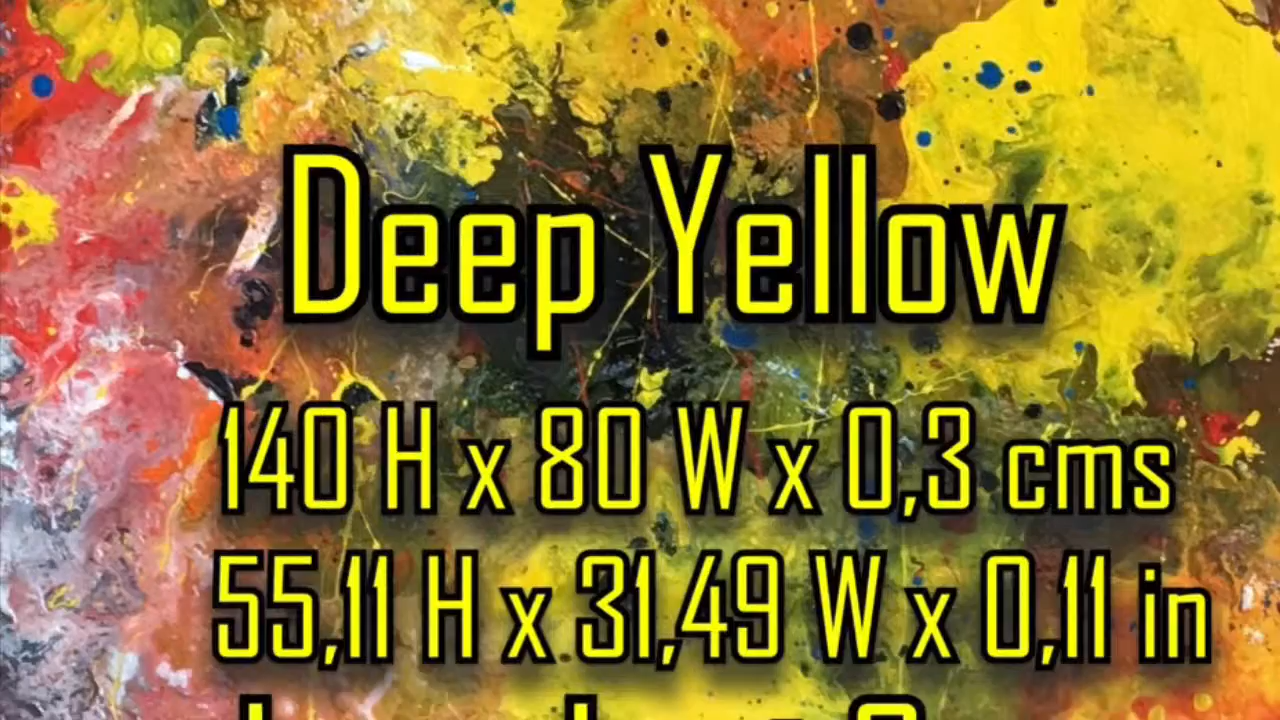 Deep Yellow
140 H x 80 W x 0,3 cms
55,11 H x 31,49 W x 0,11 in